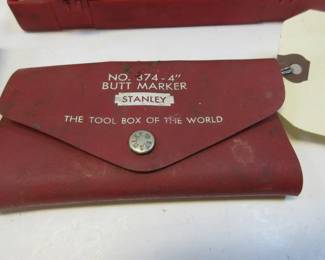 NO. 374-4"
BUTT MARKER
STANLEY
THE TOOL BOX OF THE WORLD